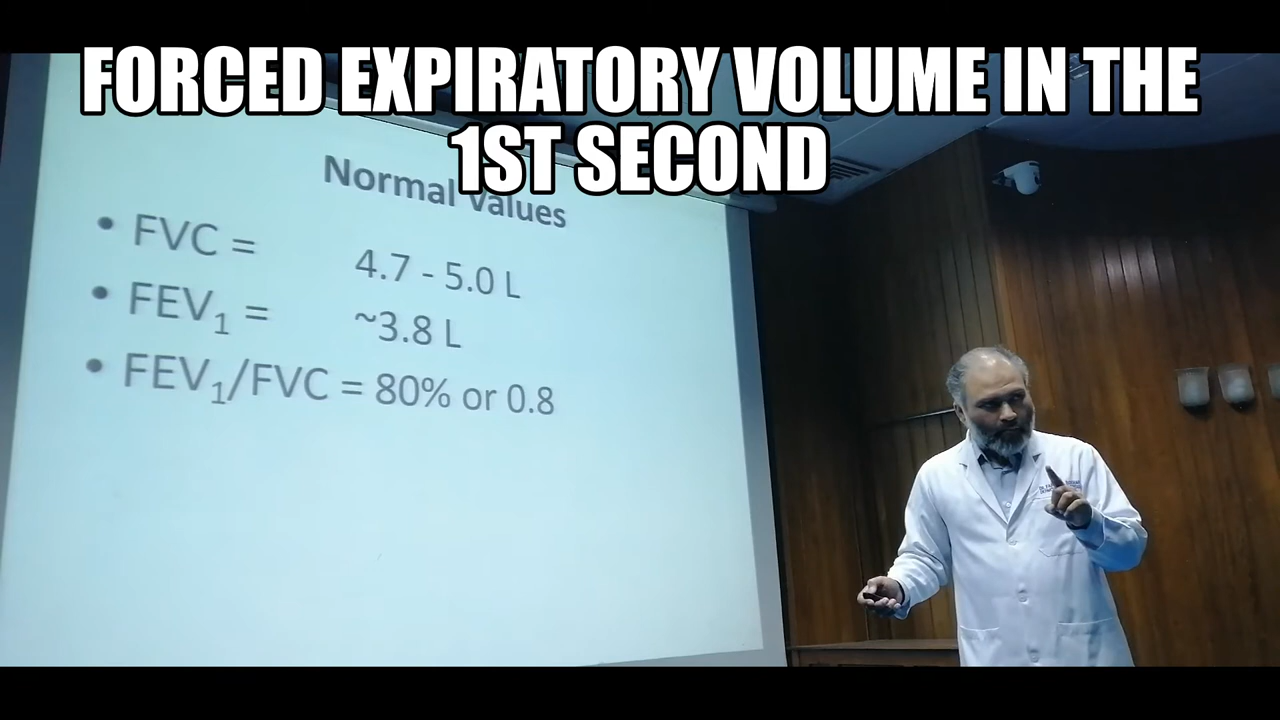 FORCED EXPIRATORY VOLUME IN THE
1ST SECOND
Normal Values
• FVC = 4.7 - 5.0 L
• FEV₁ = ~3.8 L
• FEV₁/FVC = 80% or 0.8